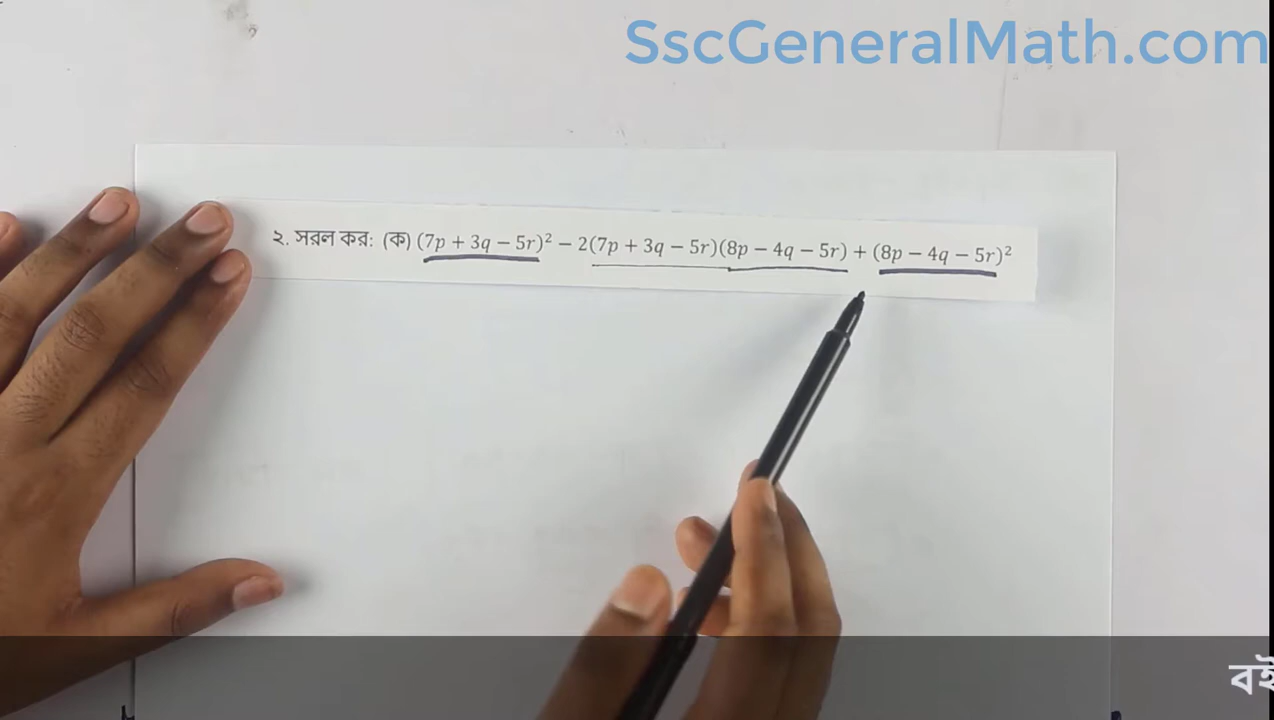 SscGeneralMath.com
২. সরল কর: (ক) (7p + 3q − 5r)² − 2(7p + 3q − 5r)(8p − 4q − 5r) + (8p − 4q − 5r)²
বই